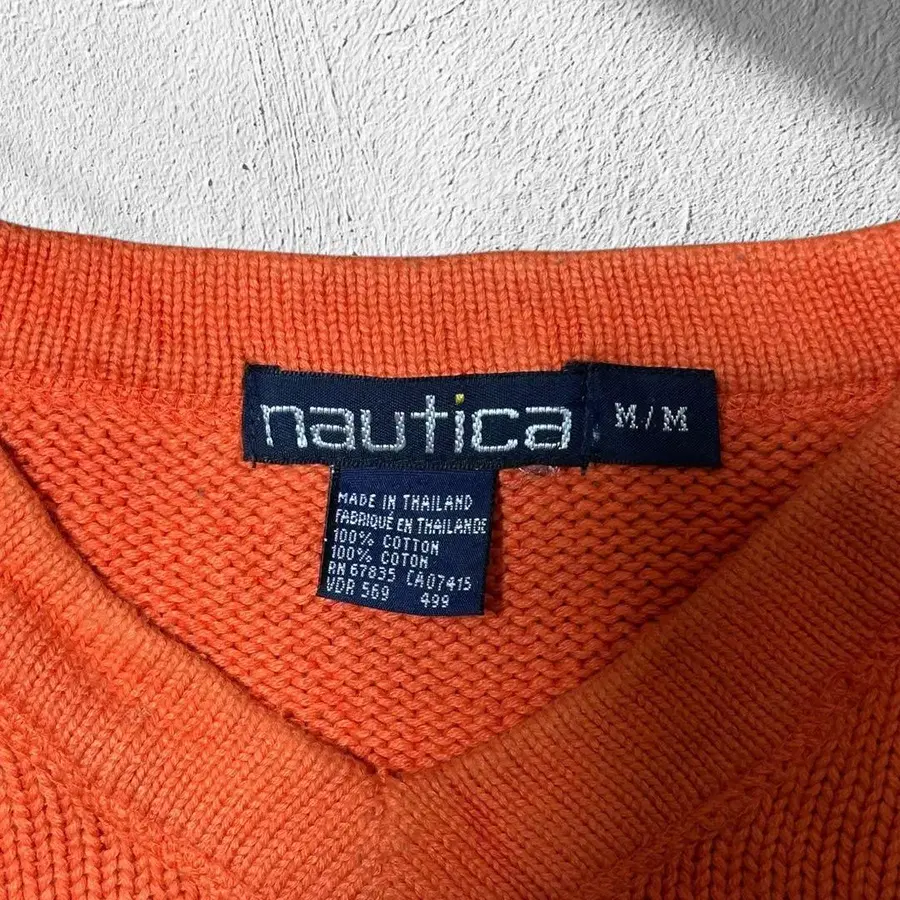 nautica
M/M
MADE IN THAILAND
FABRIQUÉ EN THAILANDE
100% COTTON
100% COTON
RN 67835 CA07415
VDR 569 499